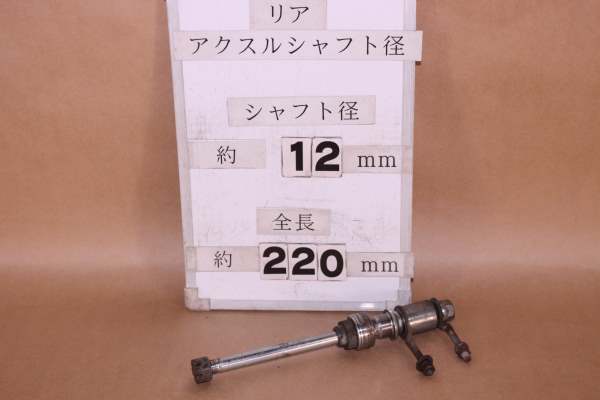 リア
アクスルシャフト径
シャフト径
約 12 mm
全長
約 220 mm